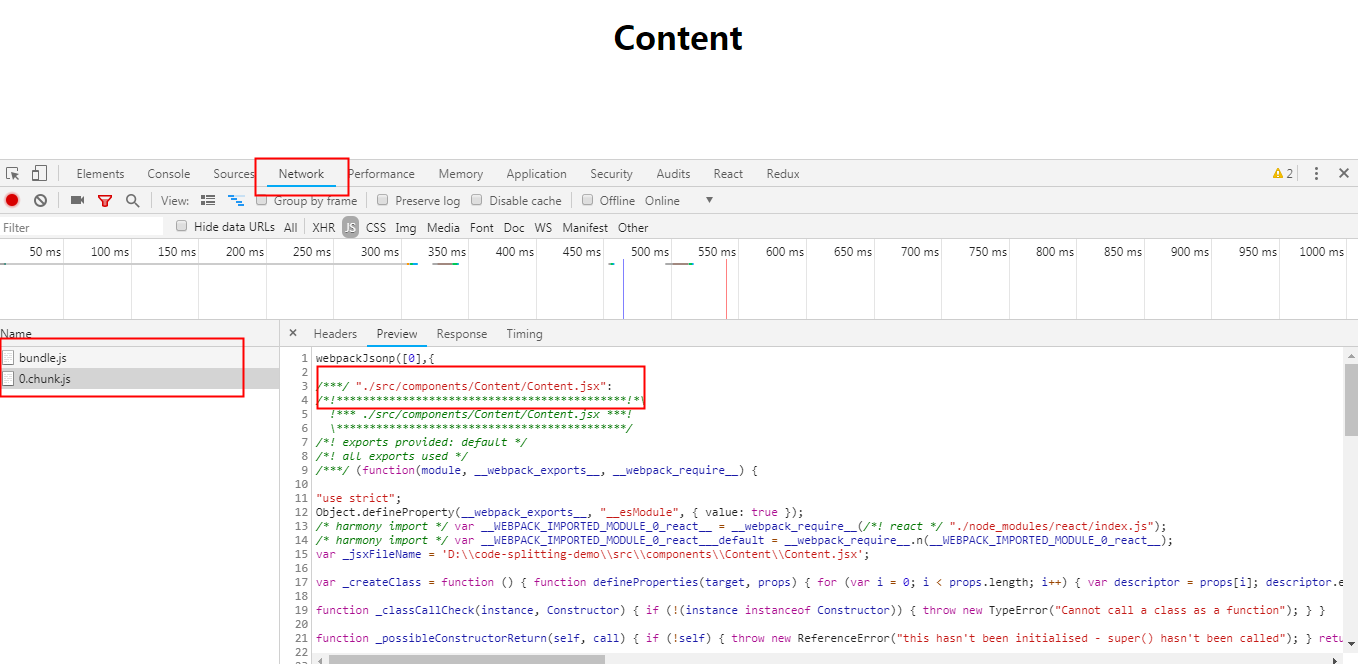 Content
Elements Console Sources Network Performance Memory Application Security Audits React Redux 2
View: Group by frame Preserve log Disable cache Offline Online
Filter Hide data URLs All XHR JS CSS Img Media Font Doc WS Manifest Other
50 ms 100 ms 150 ms 200 ms 250 ms 300 ms 350 ms 400 ms 450 ms 500 ms 550 ms 600 ms 650 ms 700 ms 750 ms 800 ms 850 ms 900 ms 950 ms 1000 ms
Name
bundle.js
0.chunk.js
Headers Preview Response Timing
1 webpackJsonp([0],{
2
3 /***/ "./src/components/Content/Content.jsx":
4 /*!********************************************!*\
5 !*** ./src/components/Content/Content.jsx ***!
6 \********************************************/
7 /*! exports provided: default */
8 /*! all exports used */
9 /***/ (function(module, __webpack_exports__, __webpack_require__) {
10
11 "use strict";
12 Object.defineProperty(__webpack_exports__, "__esModule", { value: true });
13 /* harmony import */ var __WEBPACK_IMPORTED_MODULE_0_react__ = __webpack_require__(/*! react */ "./node_modules/react/index.js");
14 /* harmony import */ var __WEBPACK_IMPORTED_MODULE_0_react___default = __webpack_require__.n(__WEBPACK_IMPORTED_MODULE_0_react__);
15 var _jsxFileName = 'D:\\code-splitting-demo\\src\\components\\Content\\Content.jsx';
16
17 var _createClass = function () { function defineProperties(target, props) { for (var i = 0; i < props.length; i++) { var descriptor = props[i]; descriptor.e
18
19 function _classCallCheck(instance, Constructor) { if (!(instance instanceof Constructor)) { throw new TypeError("Cannot call a class as a function"); } }
20
21 function _possibleConstructorReturn(self, call) { if (!self) { throw new ReferenceError("this hasn't been initialised - super() hasn't been called"); } retu
22